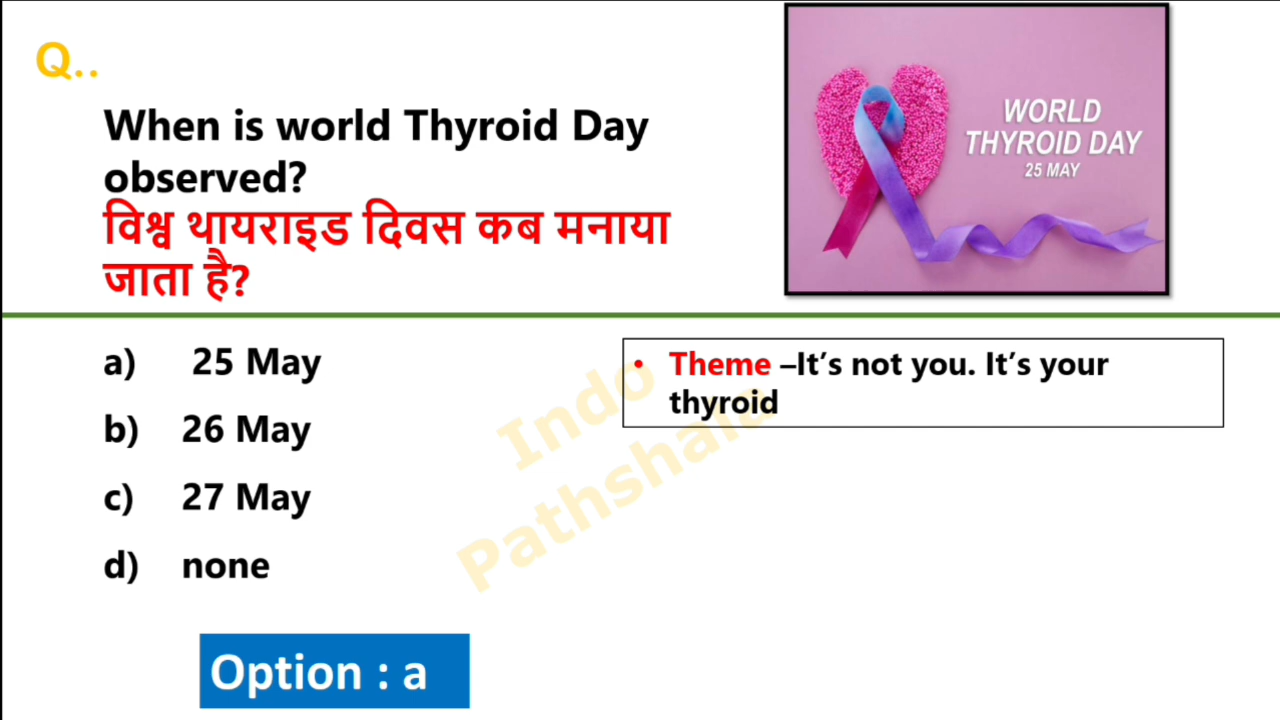 Q..
When is world Thyroid Day
observed?
विश्व थायराइड दिवस कब मनाया
जाता है?
WORLD
THYROID DAY
25 MAY
a) 25 May
b) 26 May
c) 27 May
d) none
• Theme –It’s not you. It’s your
thyroid
Indo
Pathshala
Option : a